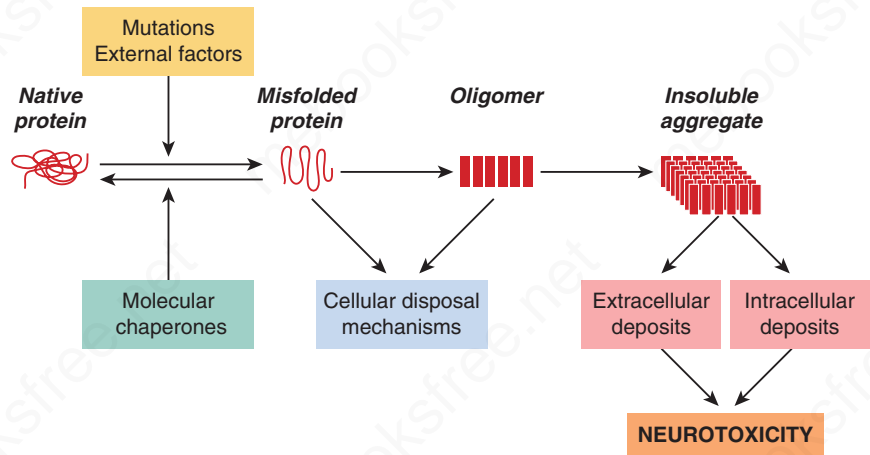 Mutations
External factors
Native
protein
Misfolded
protein
Oligomer
Insoluble
aggregate
Molecular
chaperones
Cellular disposal
mechanisms
Extracellular
deposits
Intracellular
deposits
NEUROTOXICITY